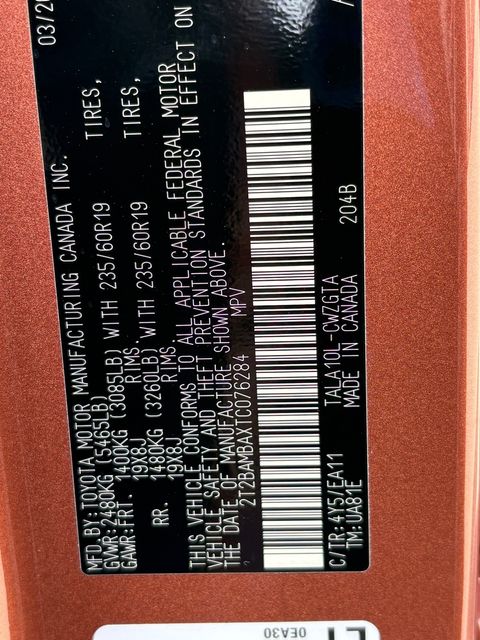 MFD BY:TOYOTA MOTOR MANUFACTURING CANADA INC. 03/20
GVWR:2480KG (5465LB)
GAWR:FRT. 1400KG (3085LB) WITH 235/60R19 TIRES,
19X8J RIMS.
RR. 1480KG (3260LB) WITH 235/60R19 TIRES,
19X8J RIMS
THIS VEHICLE CONFORMS TO ALL APPLICABLE FEDERAL MOTOR
VEHICLE SAFETY AND THEFT PREVENTION STANDARDS IN EFFECT ON
THE DATE OF MANUFACTURE SHOWN ABOVE.
2T2BAMBAXTC076284 MPV
C/TR:4Y5/EA11 TALA10L-CWZGTA 204B
TM:UA81E MADE IN CANADA
0EA30